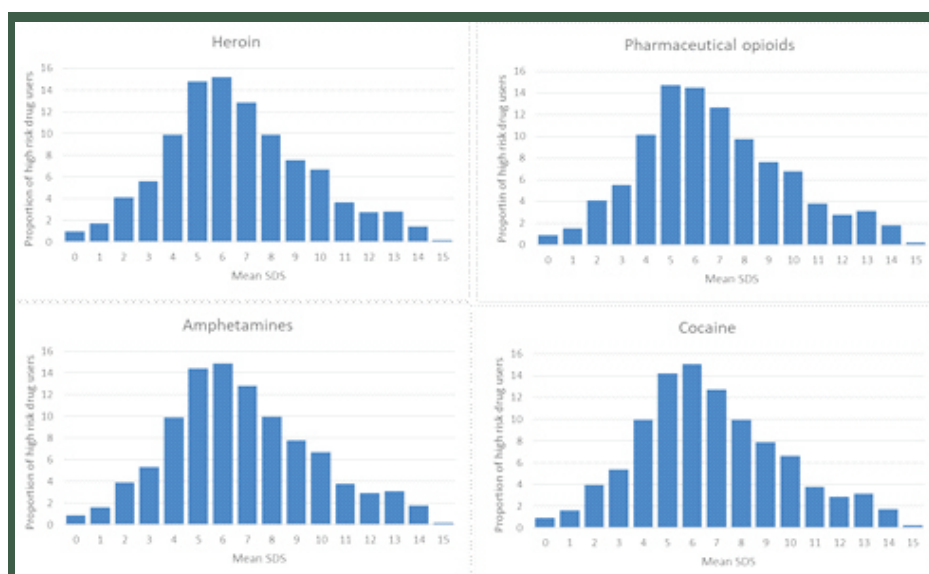 Heroin
Proportion of high risk drug users
16
14
12
10
8
6
4
2
0
0 1 2 3 4 5 6 7 8 9 10 11 12 13 14 15
Mean SDS
Pharmaceutical opioids
Proportin of high risk drug users
16
14
12
10
8
6
4
2
0
0 1 2 3 4 5 6 7 8 9 10 11 12 13 14 15
Mean SDS
Amphetamines
Proportion of high risk drug users
16
14
12
10
8
6
4
2
0
0 1 2 3 4 5 6 7 8 9 10 11 12 13 14 15
Mean SDS
Cocaine
Proportion of high risk drug users
16
14
12
10
8
6
4
2
0
0 1 2 3 4 5 6 7 8 9 10 11 12 13 14 15
Mean SDS